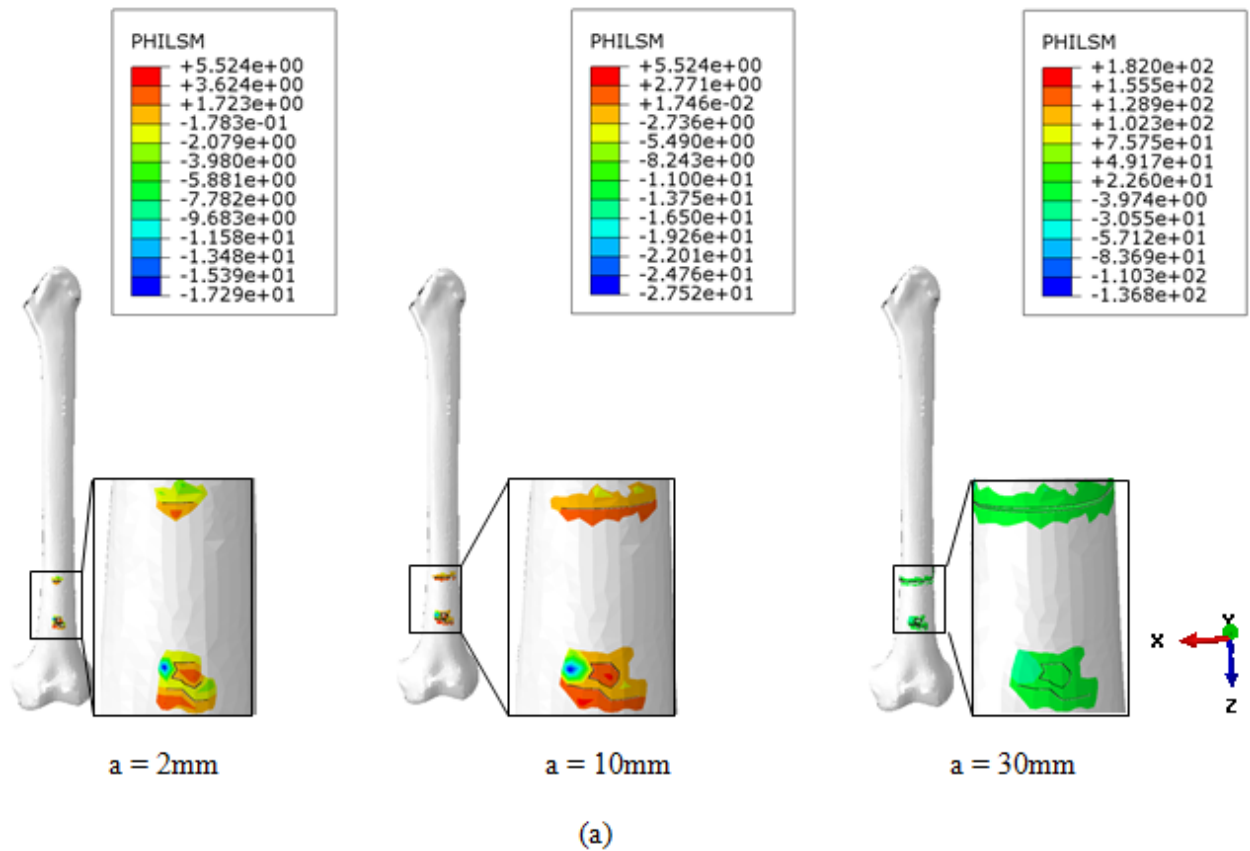 PHILSM
+5.524e+00
+3.624e+00
+1.723e+00
-1.783e-01
-2.079e+00
-3.980e+00
-5.881e+00
-7.782e+00
-9.683e+00
-1.158e+01
-1.348e+01
-1.539e+01
-1.729e+01
PHILSM
+5.524e+00
+2.771e+00
+1.746e-02
-2.736e+00
-5.490e+00
-8.243e+00
-1.100e+01
-1.375e+01
-1.650e+01
-1.926e+01
-2.201e+01
-2.476e+01
-2.752e+01
PHILSM
+1.820e+02
+1.555e+02
+1.289e+02
+1.023e+02
+7.575e+01
+4.917e+01
+2.260e+01
-3.974e+00
-3.055e+01
-5.712e+01
-8.369e+01
-1.103e+02
-1.368e+02
Y
X
Z
a = 2mm
a = 10mm
a = 30mm
(a)